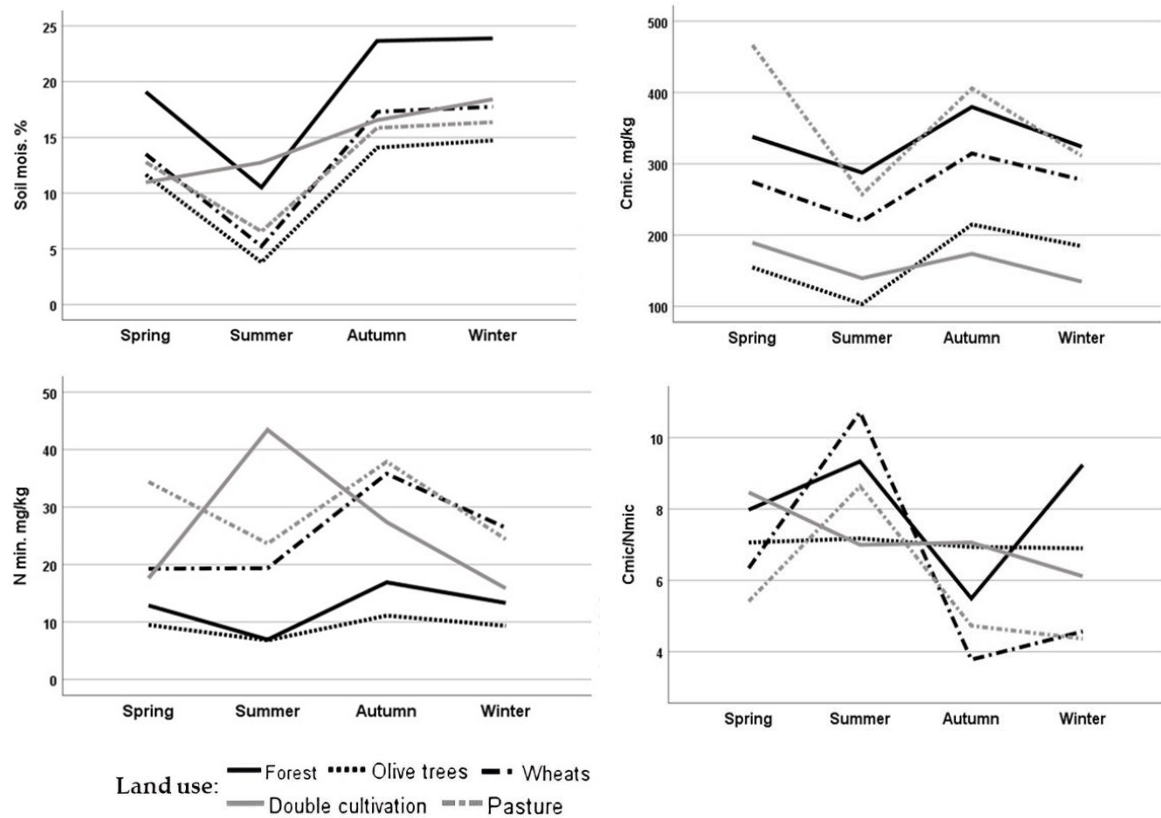 Soil mois. %
25
20
15
10
5
0
Spring Summer Autumn Winter
Cmic. mg/kg
500
400
300
200
100
Spring Summer Autumn Winter
N min. mg/kg
50
40
30
20
10
0
Spring Summer Autumn Winter
Cmic/Nmic
10
8
6
4
Spring Summer Autumn Winter
Land use: Forest Olive trees Wheats
Double cultivation Pasture